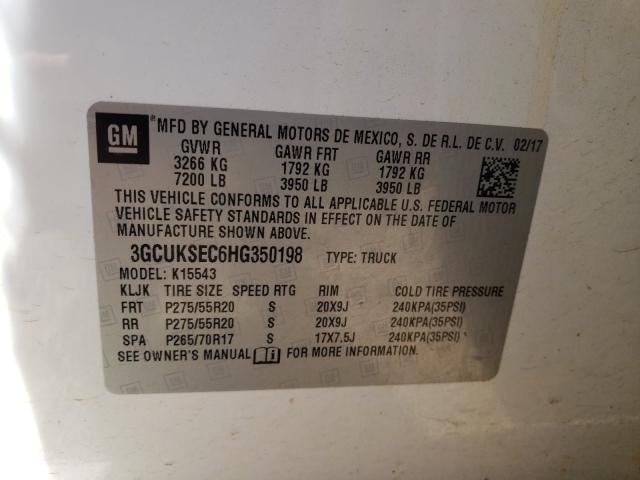 GM ®MFD BY GENERAL MOTORS DE MEXICO, S. DE R.L. DE C.V. 02/17
GVWR GAWR FRT GAWR RR
3266 KG 1792 KG 1792 KG
7200 LB 3950 LB 3950 LB
THIS VEHICLE CONFORMS TO ALL APPLICABLE U.S. FEDERAL MOTOR
VEHICLE SAFETY STANDARDS IN EFFECT ON THE DATE OF
MANUFACTURE SHOWN ABOVE.
3GCUKSEC6HG350198 TYPE: TRUCK
MODEL: K15543
KLJK TIRE SIZE SPEED RTG RIM COLD TIRE PRESSURE
FRT P275/55R20 S 20X9J 240KPA(35PSI)
RR P275/55R20 S 20X9J 240KPA(35PSI)
SPA P265/70R17 S 17X7.5J 240KPA(35PSI)
SEE OWNER'S MANUAL FOR MORE INFORMATION.